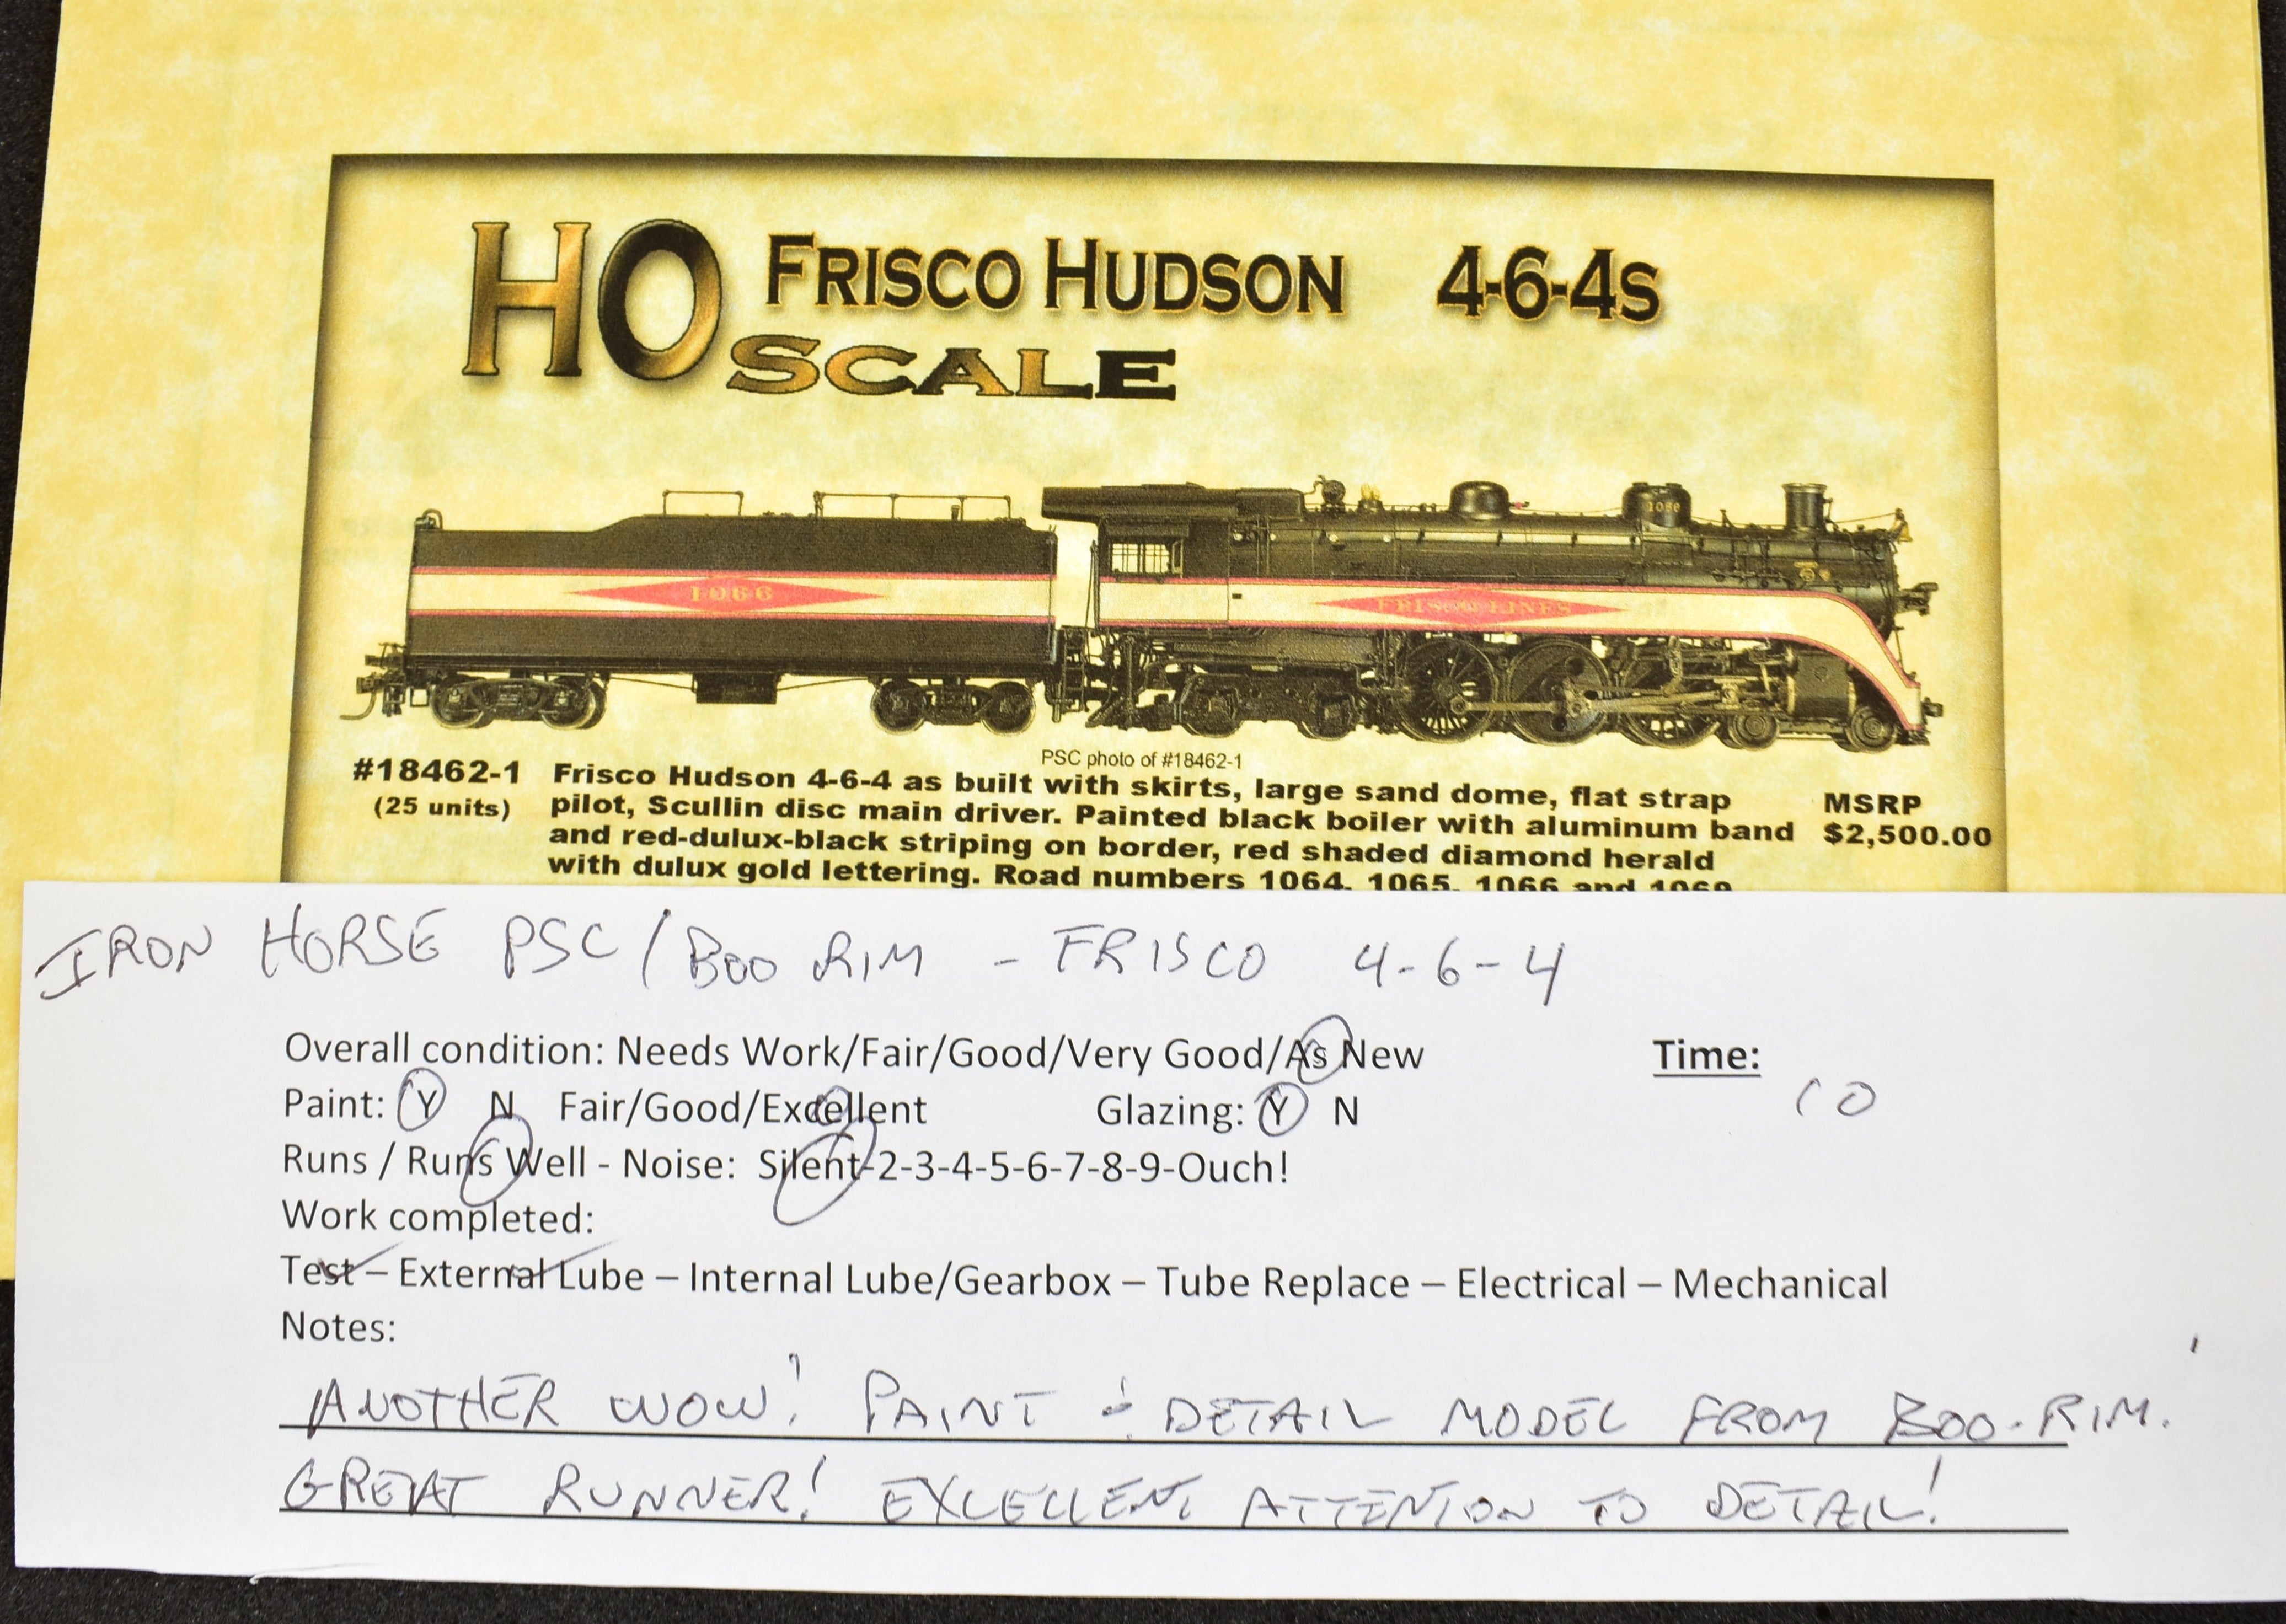 HO FRISCO HUDSON 4-6-4S
SCALE
1066
FRISCO LINES
1066
PSC photo of #18462-1
#18462-1 Frisco Hudson 4-6-4 as built with skirts, large sand dome, flat strap
(25 units) pilot, Scullin disc main driver. Painted black boiler with aluminum band MSRP
and red-dulux-black striping on border, red shaded diamond herald $2,500.00
with dulux gold lettering. Road numbers 1064, 1065, 1066 and 1069
IRON HORSE PSC/BOO RIM - FRISCO 4-6-4
Overall condition: Needs Work/Fair/Good/Very Good/As New Time:
Paint: Y N Fair/Good/Excellent Glazing: Y N 10
Runs / Runs Well - Noise: Silent-2-3-4-5-6-7-8-9-Ouch!
Work completed:
Test – External Lube – Internal Lube/Gearbox – Tube Replace – Electrical – Mechanical
Notes:
ANOTHER WOW! PAINT & DETAIL MODEL FROM BOO-RIM.
GREAT RUNNER! EXCELLENT ATTENTION TO DETAIL!